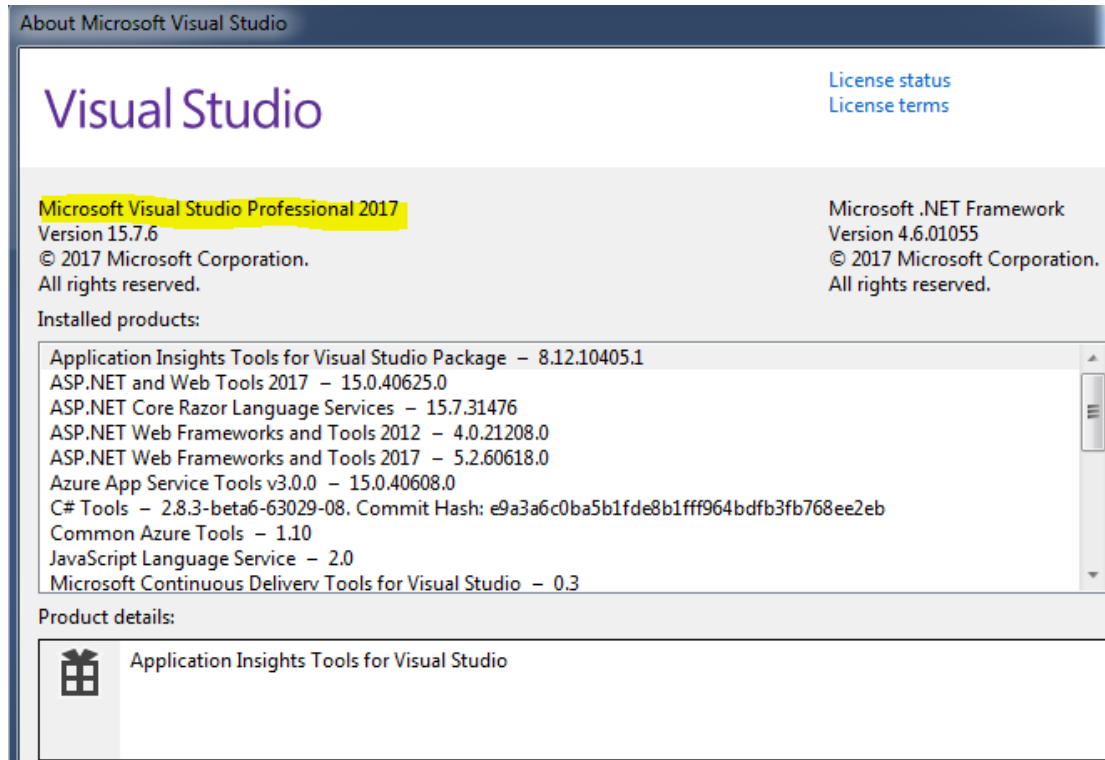 About Microsoft Visual Studio
Visual Studio
License status
License terms
Microsoft Visual Studio Professional 2017
Version 15.7.6
© 2017 Microsoft Corporation.
All rights reserved.
Microsoft .NET Framework
Version 4.6.01055
© 2017 Microsoft Corporation.
All rights reserved.
Installed products:
Application Insights Tools for Visual Studio Package – 8.12.10405.1
ASP.NET and Web Tools 2017 – 15.0.40625.0
ASP.NET Core Razor Language Services – 15.7.31476
ASP.NET Web Frameworks and Tools 2012 – 4.0.21208.0
ASP.NET Web Frameworks and Tools 2017 – 5.2.60618.0
Azure App Service Tools v3.0.0 – 15.0.40608.0
C# Tools – 2.8.3-beta6-63029-08. Commit Hash: e9a3a6c0ba5b1fde8b1fff964bdfb3fb768ee2eb
Common Azure Tools – 1.10
JavaScript Language Service – 2.0
Microsoft Continuous Delivery Tools for Visual Studio – 0.3
Product details:
Application Insights Tools for Visual Studio